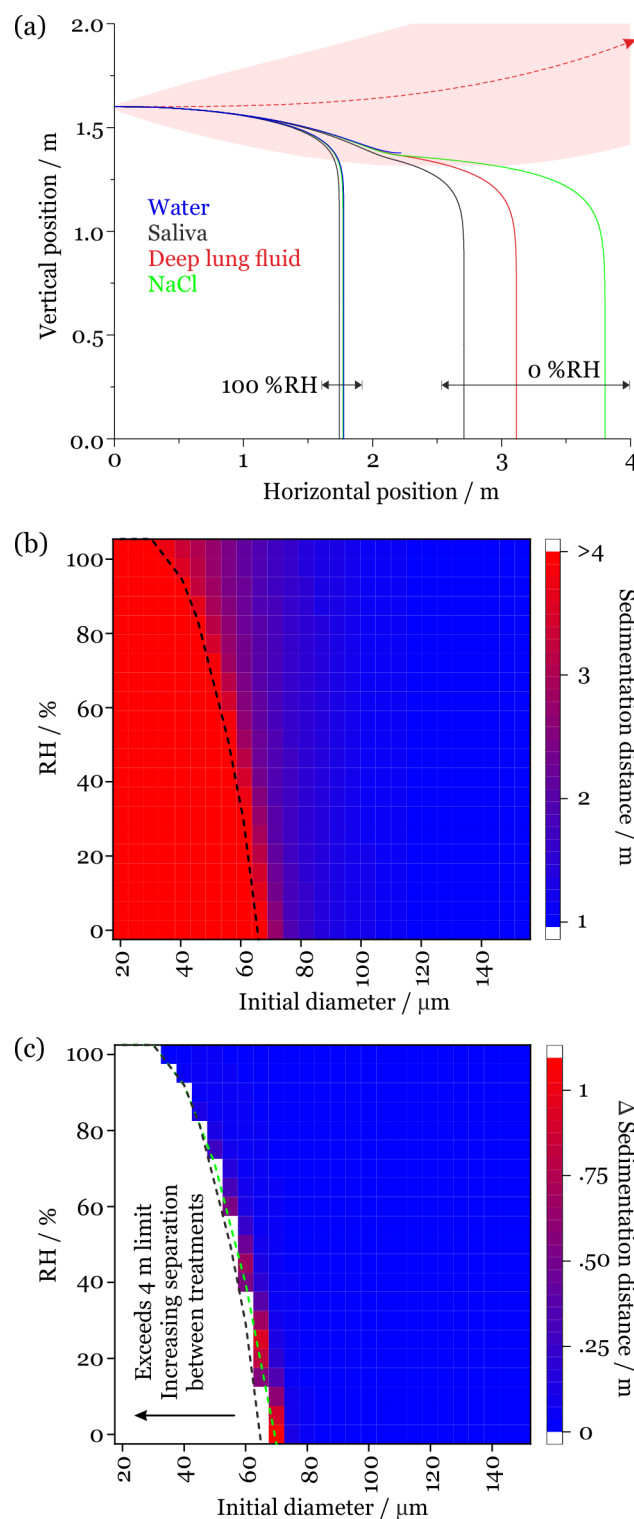 (a)
2.0
1.5
1.0
0.5
0.0
Vertical position / m
Water
Saliva
Deep lung fluid
NaCl
100 %RH
0 %RH
0
1
2
3
4
Horizontal position / m
(b)
100
80
60
40
20
0
RH / %
20
40
60
80
100
120
140
Initial diameter / µm
>4
3
2
1
Sedimentation distance / m
(c)
100
80
60
40
20
0
RH / %
Exceeds 4 m limit
Increasing separation
between treatments
20
40
60
80
100
120
140
Initial diameter / µm
1
.75
.50
.25
0
Δ Sedimentation distance / m